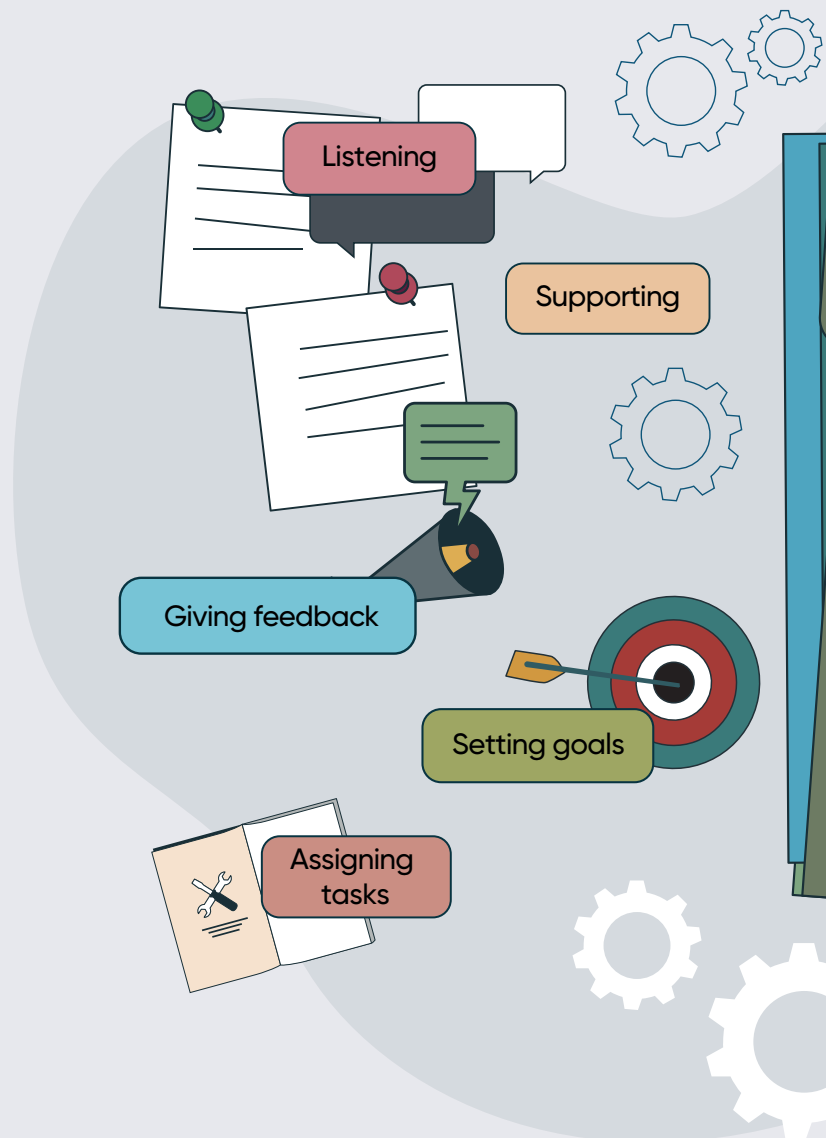 Listening
Supporting
Giving feedback
Setting goals
Assigning
tasks